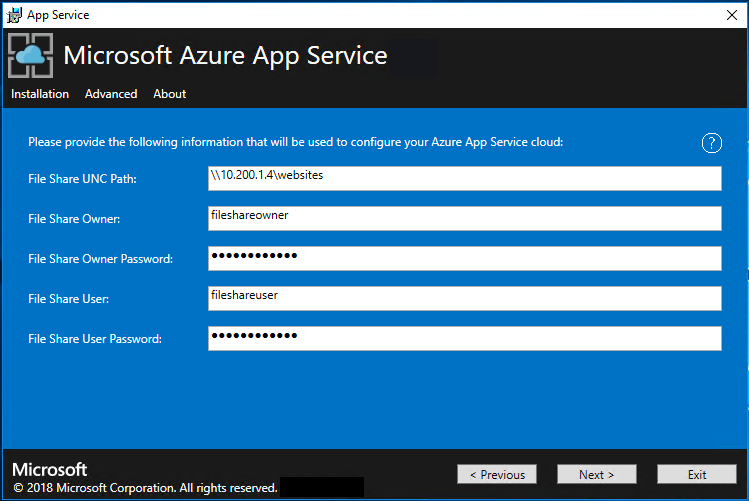 App Service
Microsoft Azure App Service
Installation Advanced About
Please provide the following information that will be used to configure your Azure App Service cloud:
?
File Share UNC Path: \\10.200.1.4\websites
File Share Owner: fileshareowner
File Share Owner Password: ●●●●●●●●●●●●
File Share User: fileshareuser
File Share User Password: ●●●●●●●●●●●●
Microsoft
© 2018 Microsoft Corporation. All rights reserved.
< Previous Next > Exit